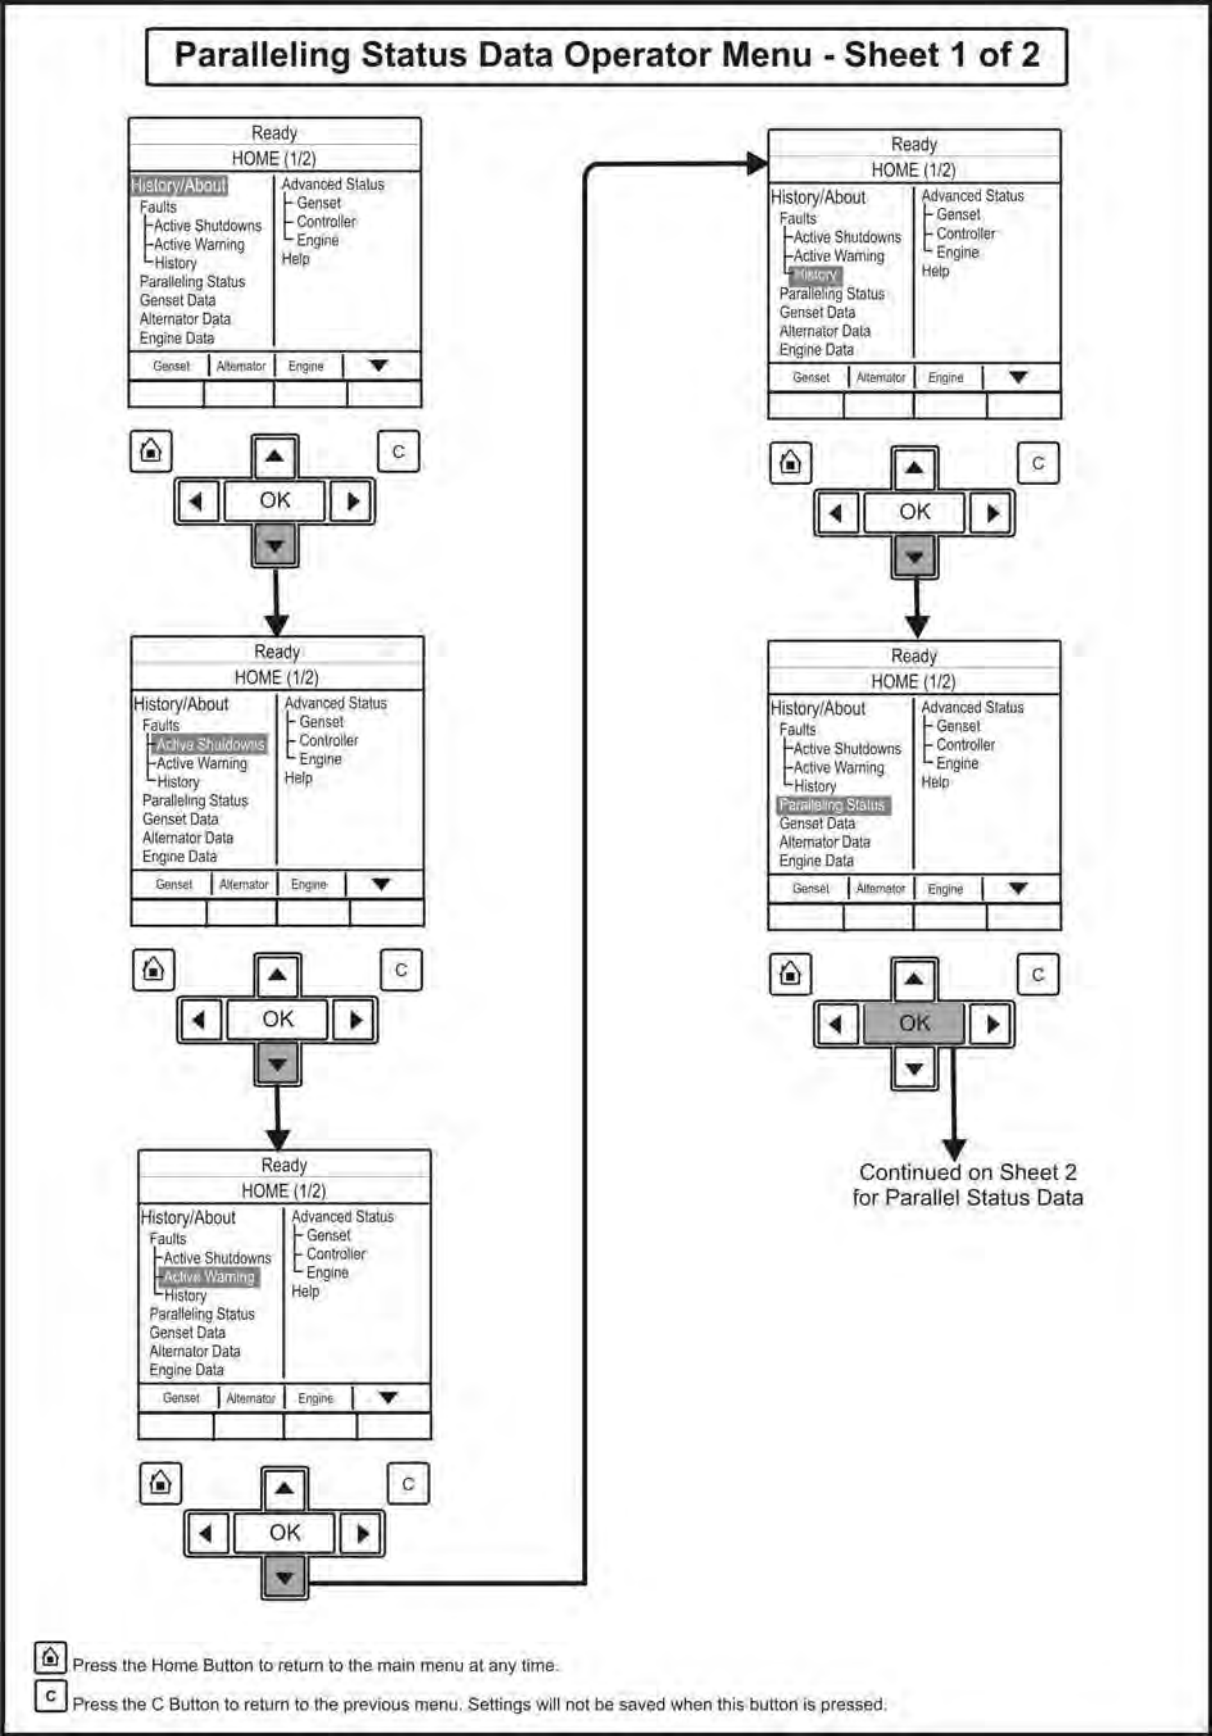 Paralleling Status Data Operator Menu - Sheet 1 of 2
Ready
HOME (1/2)
History/About
Faults
Active Shutdowns
Active Warning
History
Paralleling Status
Genset Data
Alternator Data
Engine Data
Advanced Status
Genset
Controller
Engine
Help
Genset Alternator Engine
C
OK
Ready
HOME (1/2)
History/About
Faults
Active Shutdowns
Active Warning
History
Paralleling Status
Genset Data
Alternator Data
Engine Data
Advanced Status
Genset
Controller
Engine
Help
Genset Alternator Engine
C
OK
Ready
HOME (1/2)
History/About
Faults
Active Shutdowns
Active Warning
History
Paralleling Status
Genset Data
Alternator Data
Engine Data
Advanced Status
Genset
Controller
Engine
Help
Genset Alternator Engine
C
OK
Ready
HOME (1/2)
History/About
Faults
Active Shutdowns
Active Warning
History
Paralleling Status
Genset Data
Alternator Data
Engine Data
Advanced Status
Genset
Controller
Engine
Help
Genset Alternator Engine
C
OK
Ready
HOME (1/2)
History/About
Faults
Active Shutdowns
Active Warning
History
Paralleling Status
Genset Data
Alternator Data
Engine Data
Advanced Status
Genset
Controller
Engine
Help
Genset Alternator Engine
C
OK
Continued on Sheet 2
for Parallel Status Data
Press the Home Button to return to the main menu at any time.
C Press the C Button to return to the previous menu. Settings will not be saved when this button is pressed.